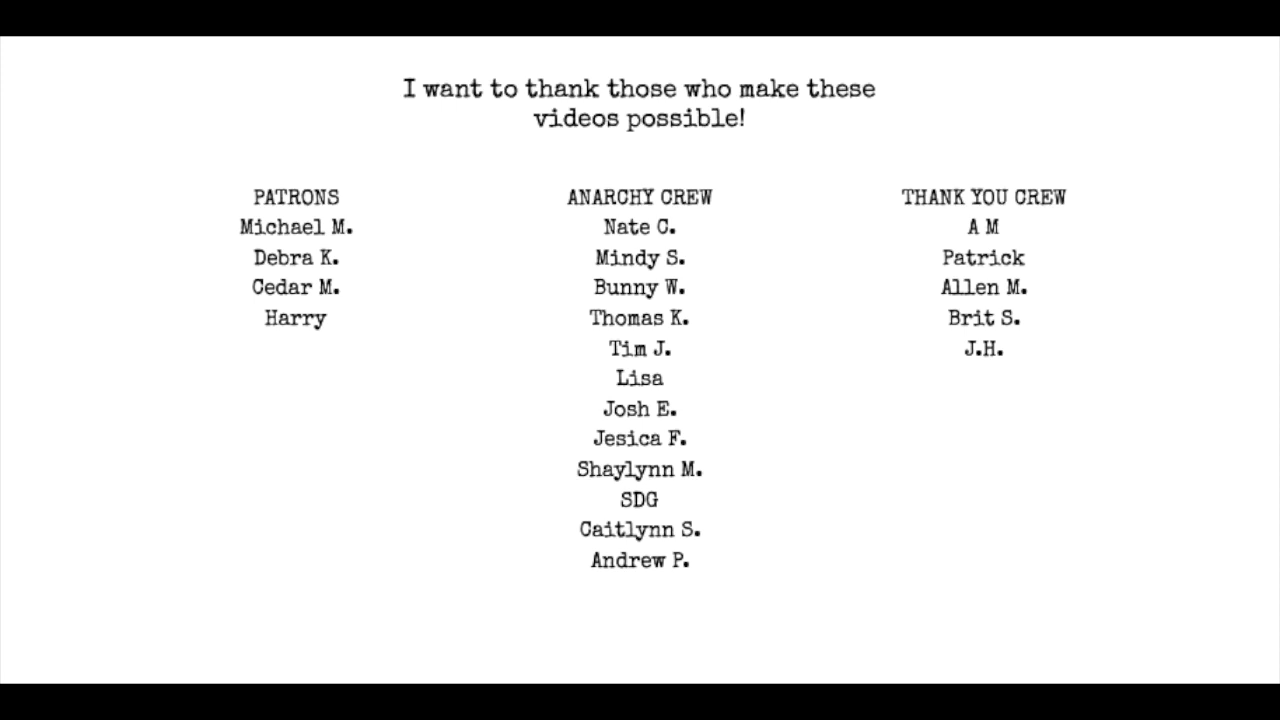 I want to thank those who make these
videos possible!
PATRONS
Michael M.
Debra K.
Cedar M.
Harry
ANARCHY CREW
Nate C.
Mindy S.
Bunny W.
Thomas K.
Tim J.
Lisa
Josh E.
Jesica F.
Shaylynn M.
SDG
Caitlynn S.
Andrew P.
THANK YOU CREW
A M
Patrick
Allen M.
Brit S.
J.H.